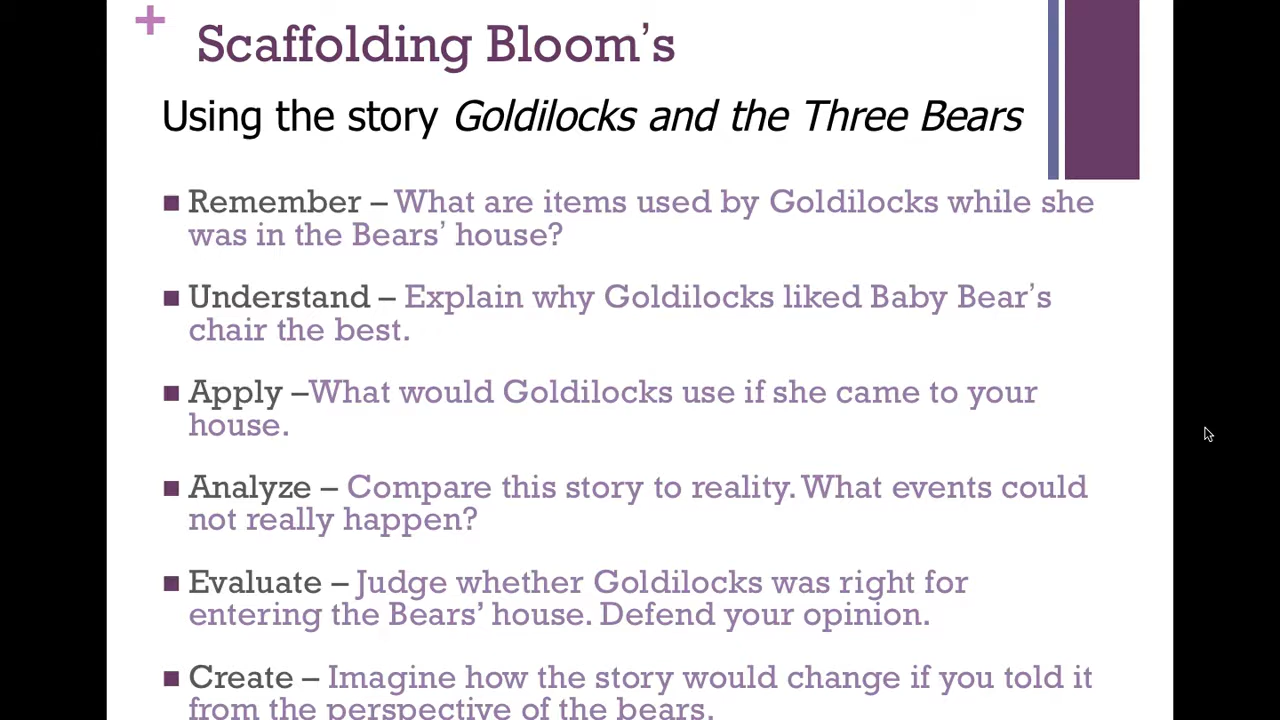 +
Scaffolding Bloom’s
Using the story Goldilocks and the Three Bears
■ Remember – What are items used by Goldilocks while she
was in the Bears’ house?
■ Understand – Explain why Goldilocks liked Baby Bear’s
chair the best.
■ Apply –What would Goldilocks use if she came to your
house.
■ Analyze – Compare this story to reality. What events could
not really happen?
■ Evaluate – Judge whether Goldilocks was right for
entering the Bears’ house. Defend your opinion.
■ Create – Imagine how the story would change if you told it
from the perspective of the bears.